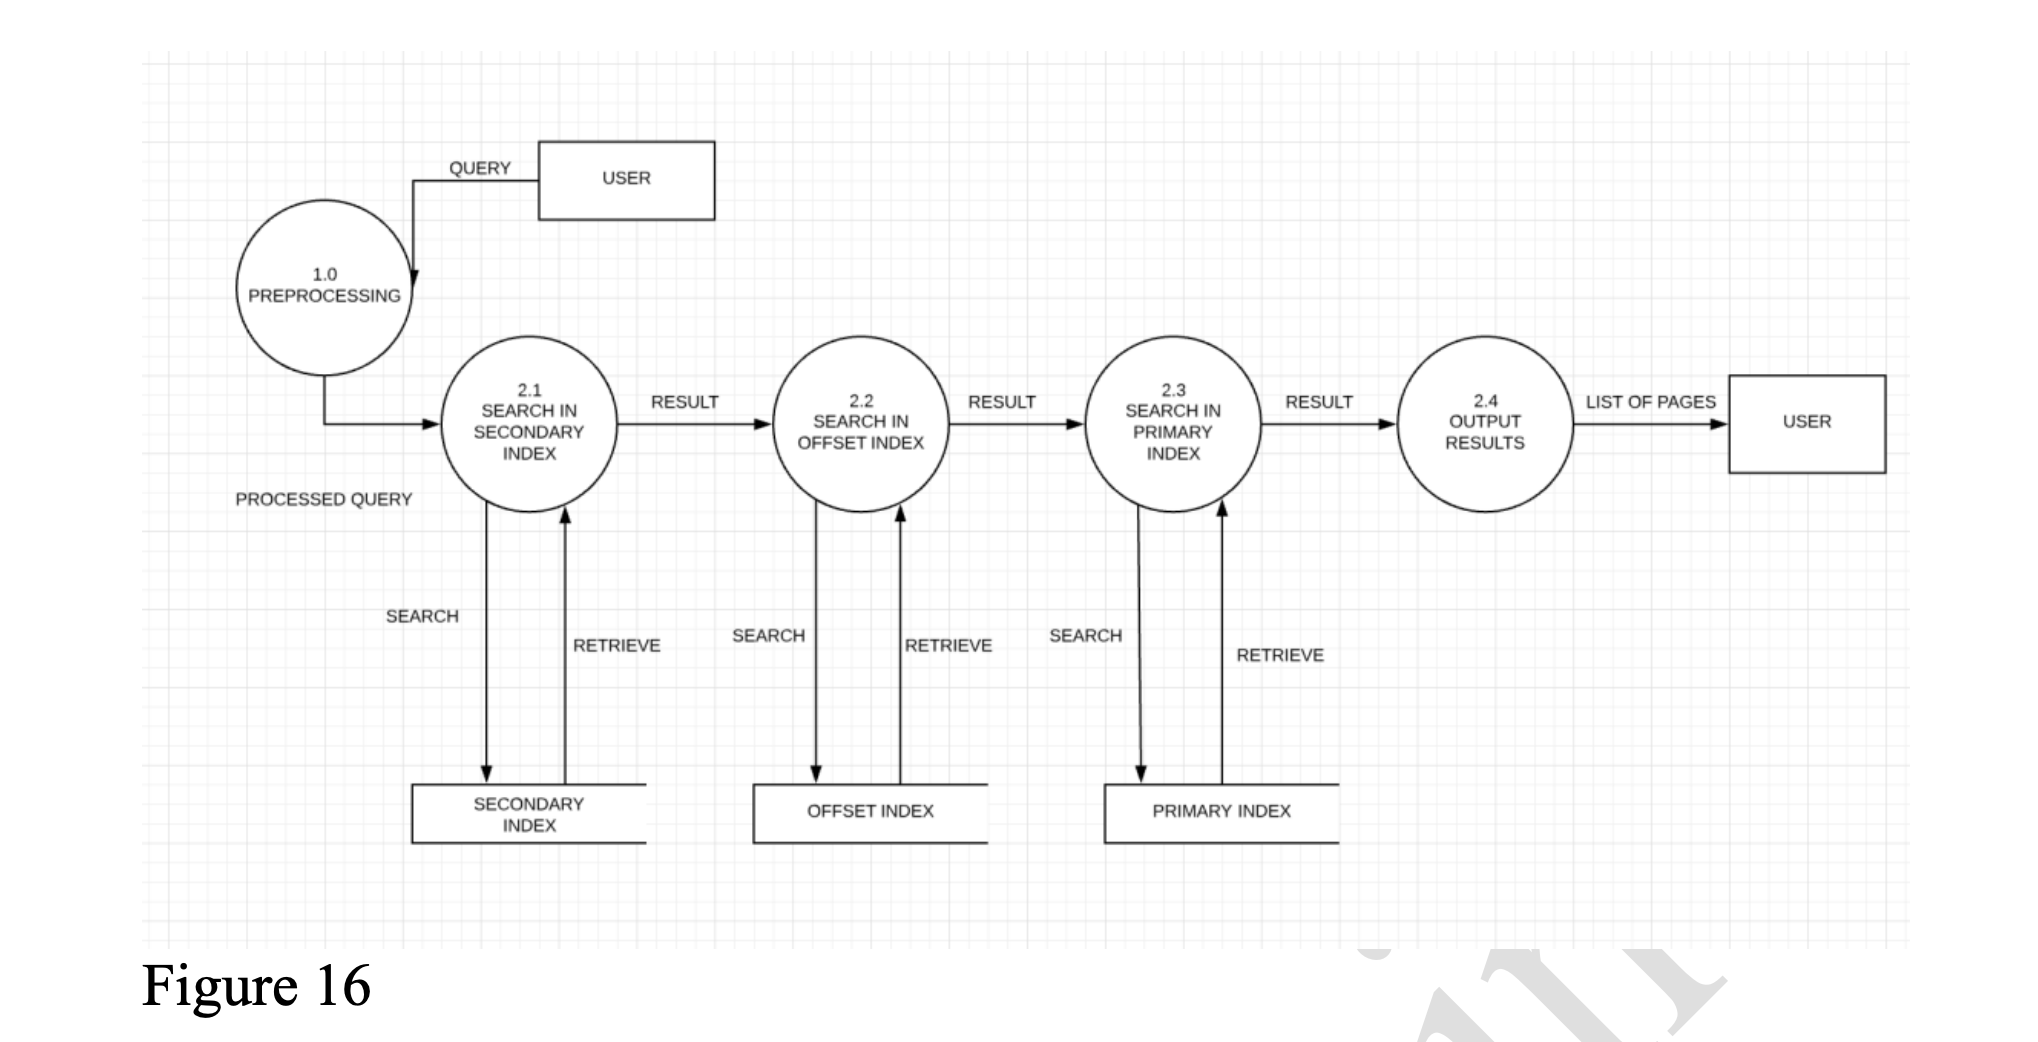 QUERY
USER
1.0
PREPROCESSING
2.1
SEARCH IN
SECONDARY
INDEX
RESULT
2.2
SEARCH IN
OFFSET INDEX
RESULT
2.3
SEARCH IN
PRIMARY
INDEX
RESULT
2.4
OUTPUT
RESULTS
LIST OF PAGES
USER
PROCESSED QUERY
SEARCH
RETRIEVE
SEARCH
RETRIEVE
SEARCH
RETRIEVE
SECONDARY
INDEX
OFFSET INDEX
PRIMARY INDEX
Figure 16